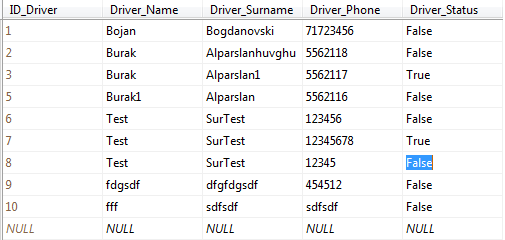 ID_Driver Driver_Name Driver_Surname Driver_Phone Driver_Status
1 Bojan Bogdanovski 71723456 False
2 Burak Alparslanhuvghu 5562118 False
3 Burak Alparslan1 5562117 True
5 Burak1 Alparslan 5562116 False
6 Test SurTest 123456 False
7 Test SurTest 12345678 True
8 Test SurTest 12345 False
9 fdgsdf dfgfdgsdf 454512 False
10 fff sdfsdf sdfsdf False
NULL NULL NULL NULL NULL